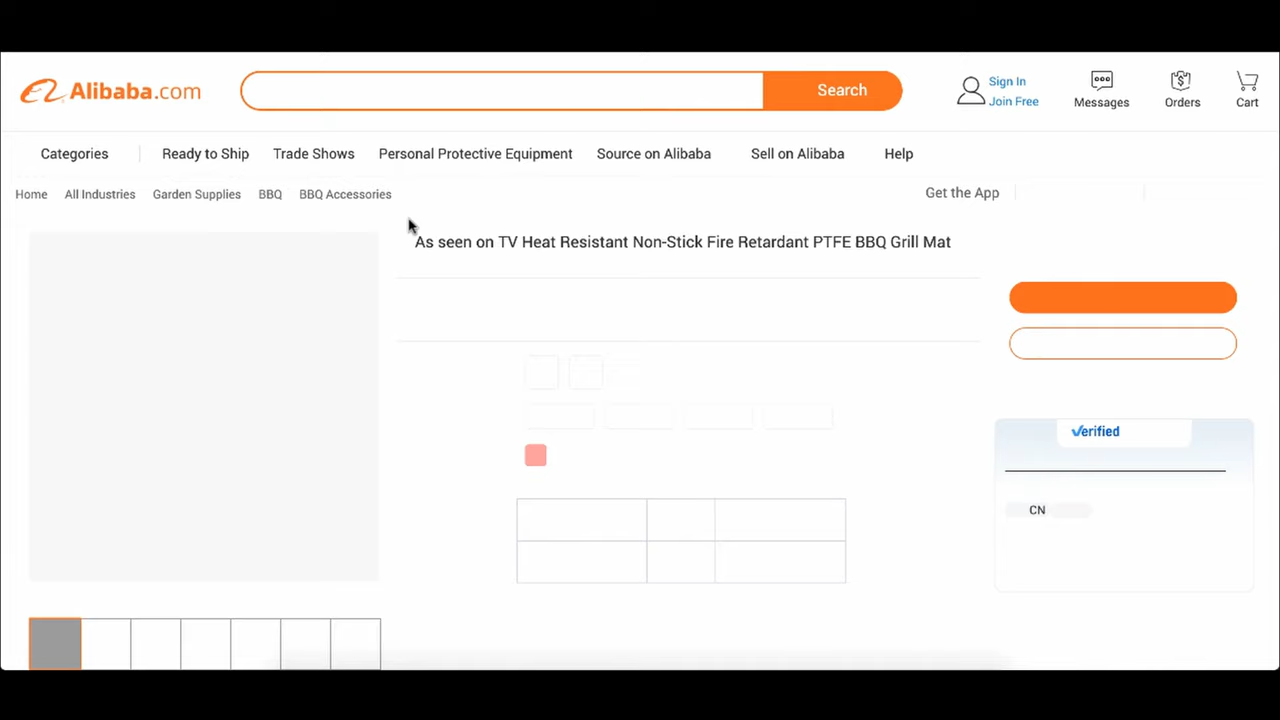 Alibaba.com
Search
Sign In
Join Free
Messages
Orders
Cart
Categories
Ready to Ship
Trade Shows
Personal Protective Equipment
Source on Alibaba
Sell on Alibaba
Help
Home
All Industries
Garden Supplies
BBQ
BBQ Accessories
Get the App
As seen on TV Heat Resistant Non-Stick Fire Retardant PTFE BBQ Grill Mat
Verified
CN